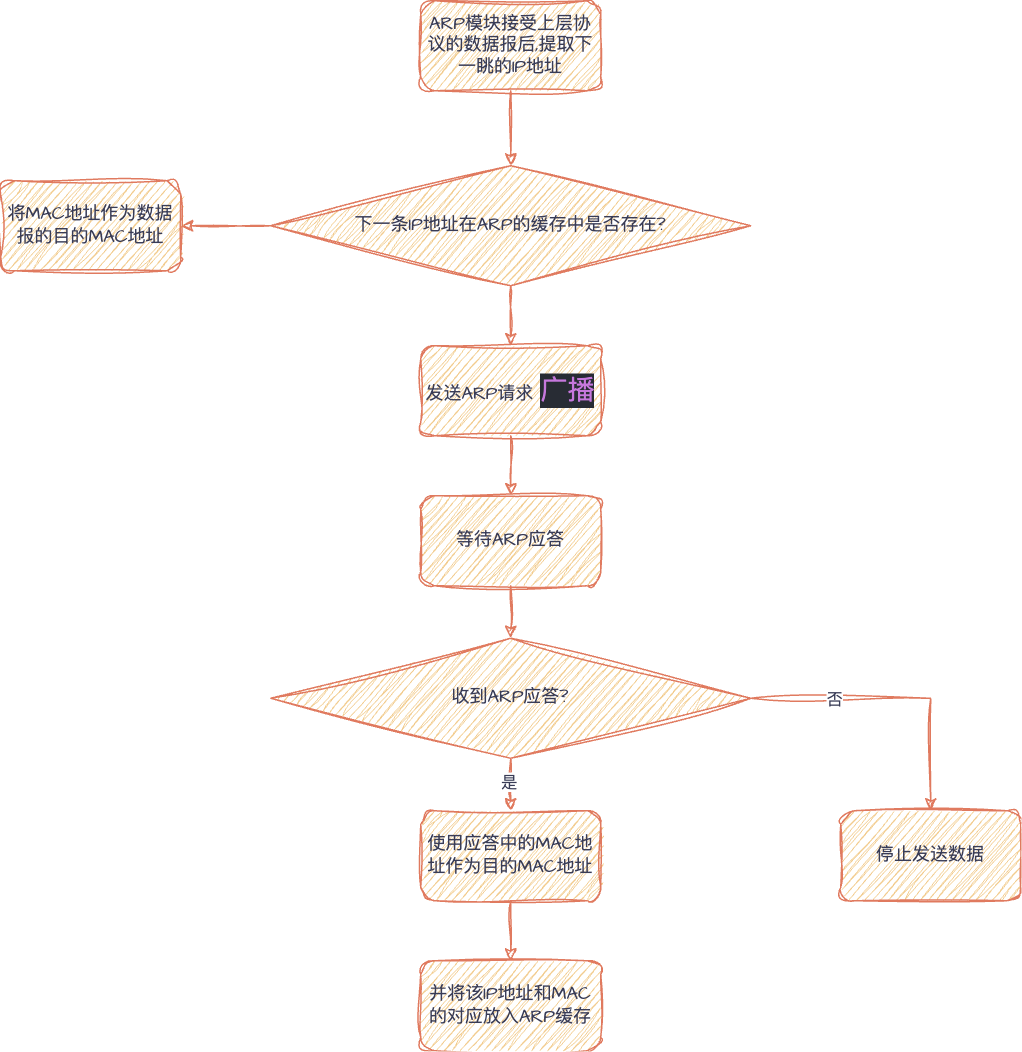 ARP模块接受上层协
议的数据报后,提取下
一眺的IP地址
下一条IP地址在ARP的缓存中是否存在?
将MAC地址作为数据
报的目的MAC地址
发送ARP请求 广播
等待ARP应答
收到ARP应答?
否
是
使用应答中的MAC地
址作为目的MAC地址
停止发送数据
并将该IP地址和MAC
的对应放入ARP缓存